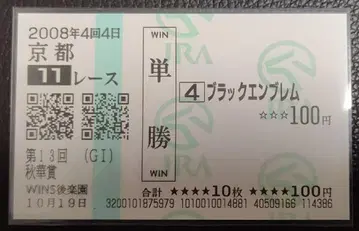 2008年4回4日
京都
11レース
第13回 (GI)
秋華賞
WINS後楽園
10月19日
WIN
単勝
WIN
JRA
4 ブラックエンブレム
☆☆☆100円
合計 ★★★★10枚 ★★★★100円
3200101875979 1010010014881 40509166 114386